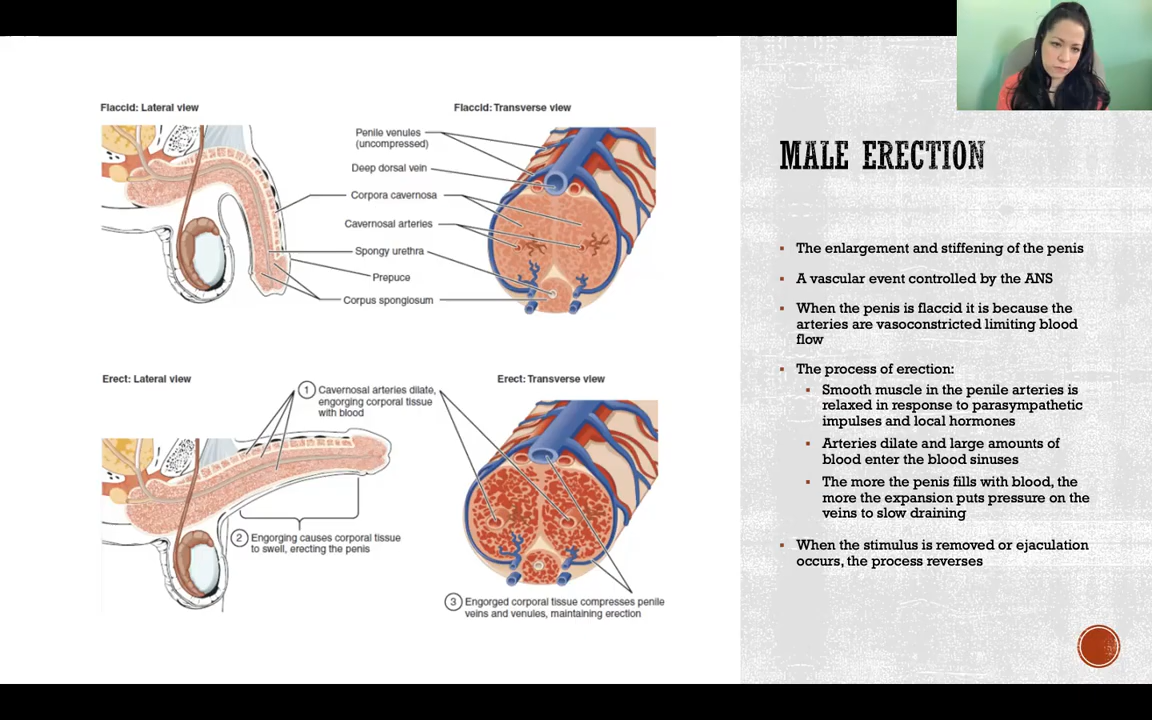 Flaccid: Lateral view
Flaccid: Transverse view
Penile venules
(uncompressed)
Deep dorsal vein
Corpora cavernosa
Cavernosal arteries
Spongy urethra
Prepuce
Corpus spongiosum
Erect: Lateral view
Erect: Transverse view
1 Cavernosal arteries dilate,
engorging corporal tissue
with blood
2 Engorging causes corporal tissue
to swell, erecting the penis
3 Engorged corporal tissue compresses penile
veins and venules, maintaining erection
MALE ERECTION
▪ The enlargement and stiffening of the penis
▪ A vascular event controlled by the ANS
▪ When the penis is flaccid it is because the
arteries are vasoconstricted limiting blood
flow
▪ The process of erection:
▪ Smooth muscle in the penile arteries is
relaxed in response to parasympathetic
impulses and local hormones
▪ Arteries dilate and large amounts of
blood enter the blood sinuses
▪ The more the penis fills with blood, the
more the expansion puts pressure on the
veins to slow draining
▪ When the stimulus is removed or ejaculation
occurs, the process reverses